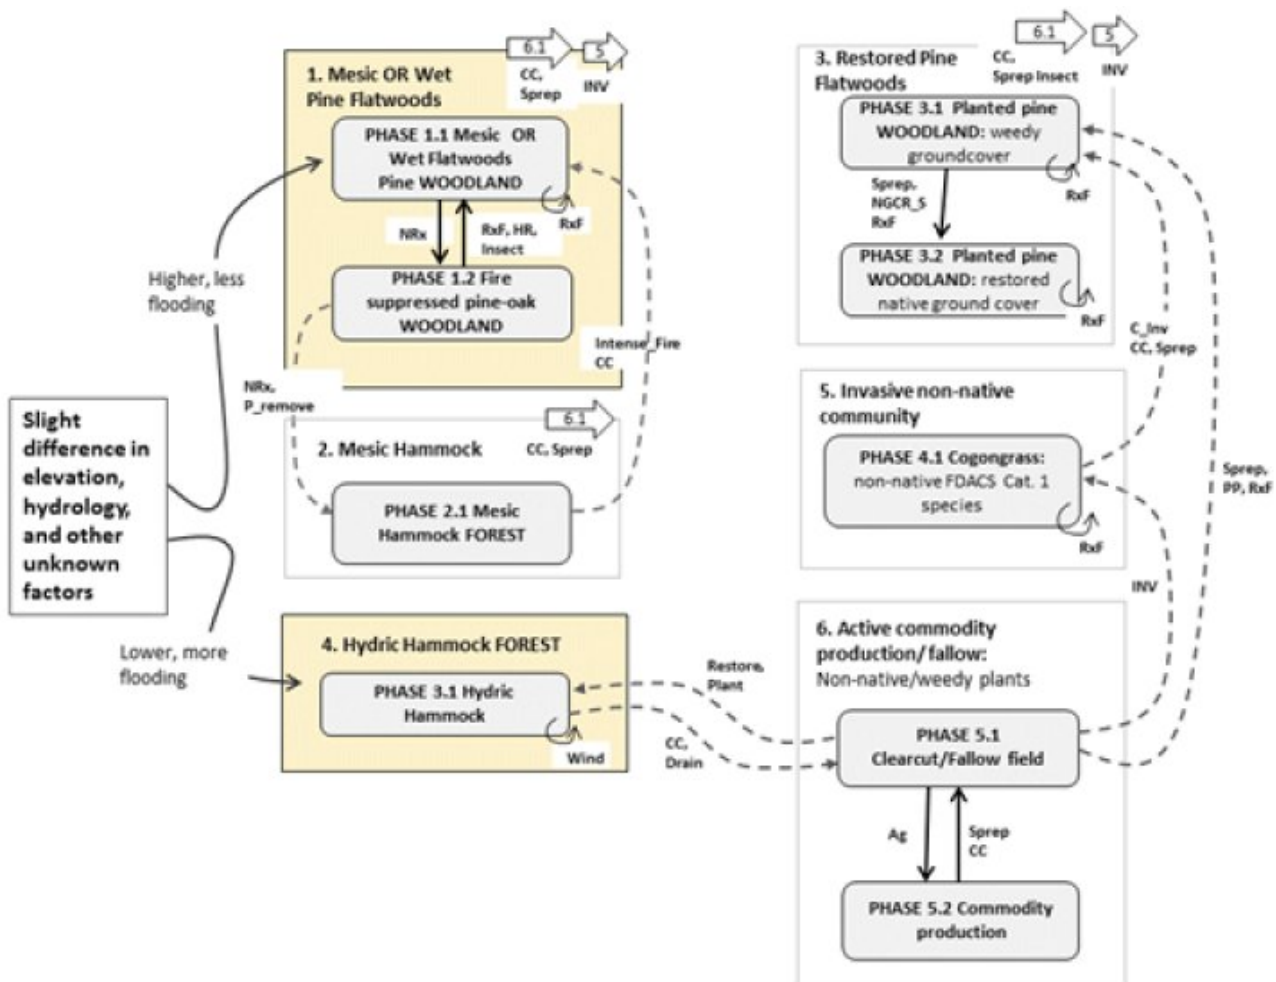 6.1
5
CC,
Sprep
INV
1. Mesic OR Wet
Pine Flatwoods
PHASE 1.1 Mesic OR
Wet Flatwoods
Pine WOODLAND
RxF
NRx
RxF, HR,
Insect
PHASE 1.2 Fire
suppressed pine-oak
WOODLAND
Intense_Fire
CC
NRx,
P_remove
Higher, less
flooding
Slight
difference in
elevation,
hydrology,
and other
unknown
factors
Lower, more
flooding
6.1
2. Mesic Hammock
CC, Sprep
PHASE 2.1 Mesic
Hammock FOREST
4. Hydric Hammock FOREST
PHASE 3.1 Hydric
Hammock
Wind
Restore,
Plant
CC,
Drain
6.1
5
CC,
Sprep Insect
INV
3. Restored Pine
Flatwoods
PHASE 3.1 Planted pine
WOODLAND: weedy
groundcover
RxF
Sprep,
NGCR_S
RxF
PHASE 3.2 Planted pine
WOODLAND: restored
native ground cover
RxF
C_Inv
CC, Sprep
5. Invasive non-native
community
PHASE 4.1 Cogongrass:
non-native FDACS Cat. 1
species
RxF
Sprep,
PP, RxF
INV
6. Active commodity
production/fallow:
Non-native/weedy plants
PHASE 5.1
Clearcut/Fallow field
Ag
Sprep
CC
PHASE 5.2 Commodity
production